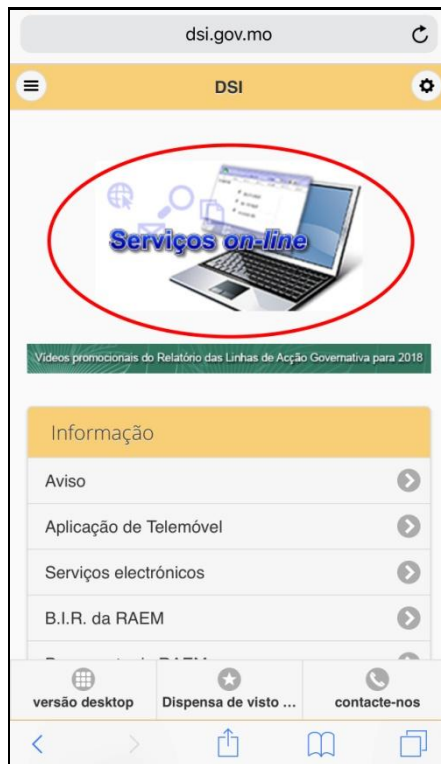 dsi.gov.mo
DSI
Serviços on-line
Vídeos promocionais do Relatório das Linhas de Acção Governativa para 2018
Informação
Aviso
Aplicação de Telemóvel
Serviços electrónicos
B.I.R. da RAEM
versão desktop
Dispensa de visto ...
contacte-nos